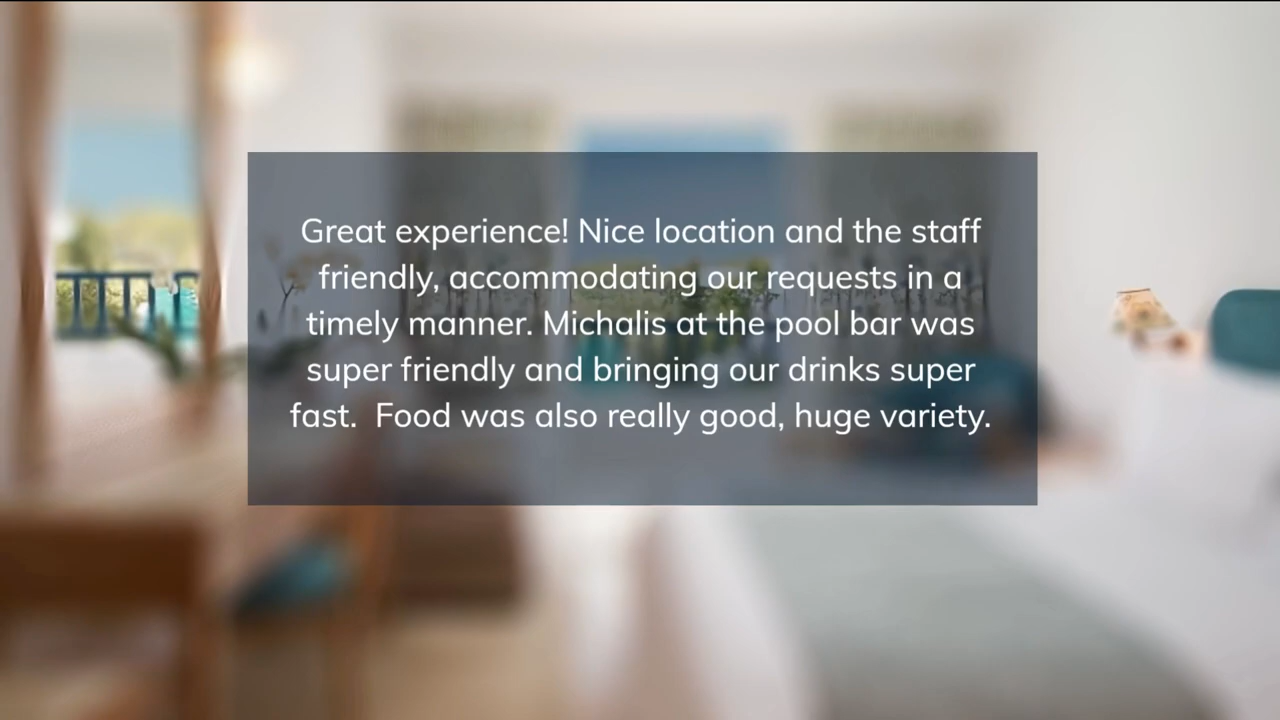 Great experience! Nice location and the staff
friendly, accommodating our requests in a
timely manner. Michalis at the pool bar was
super friendly and bringing our drinks super
fast.  Food was also really good, huge variety.